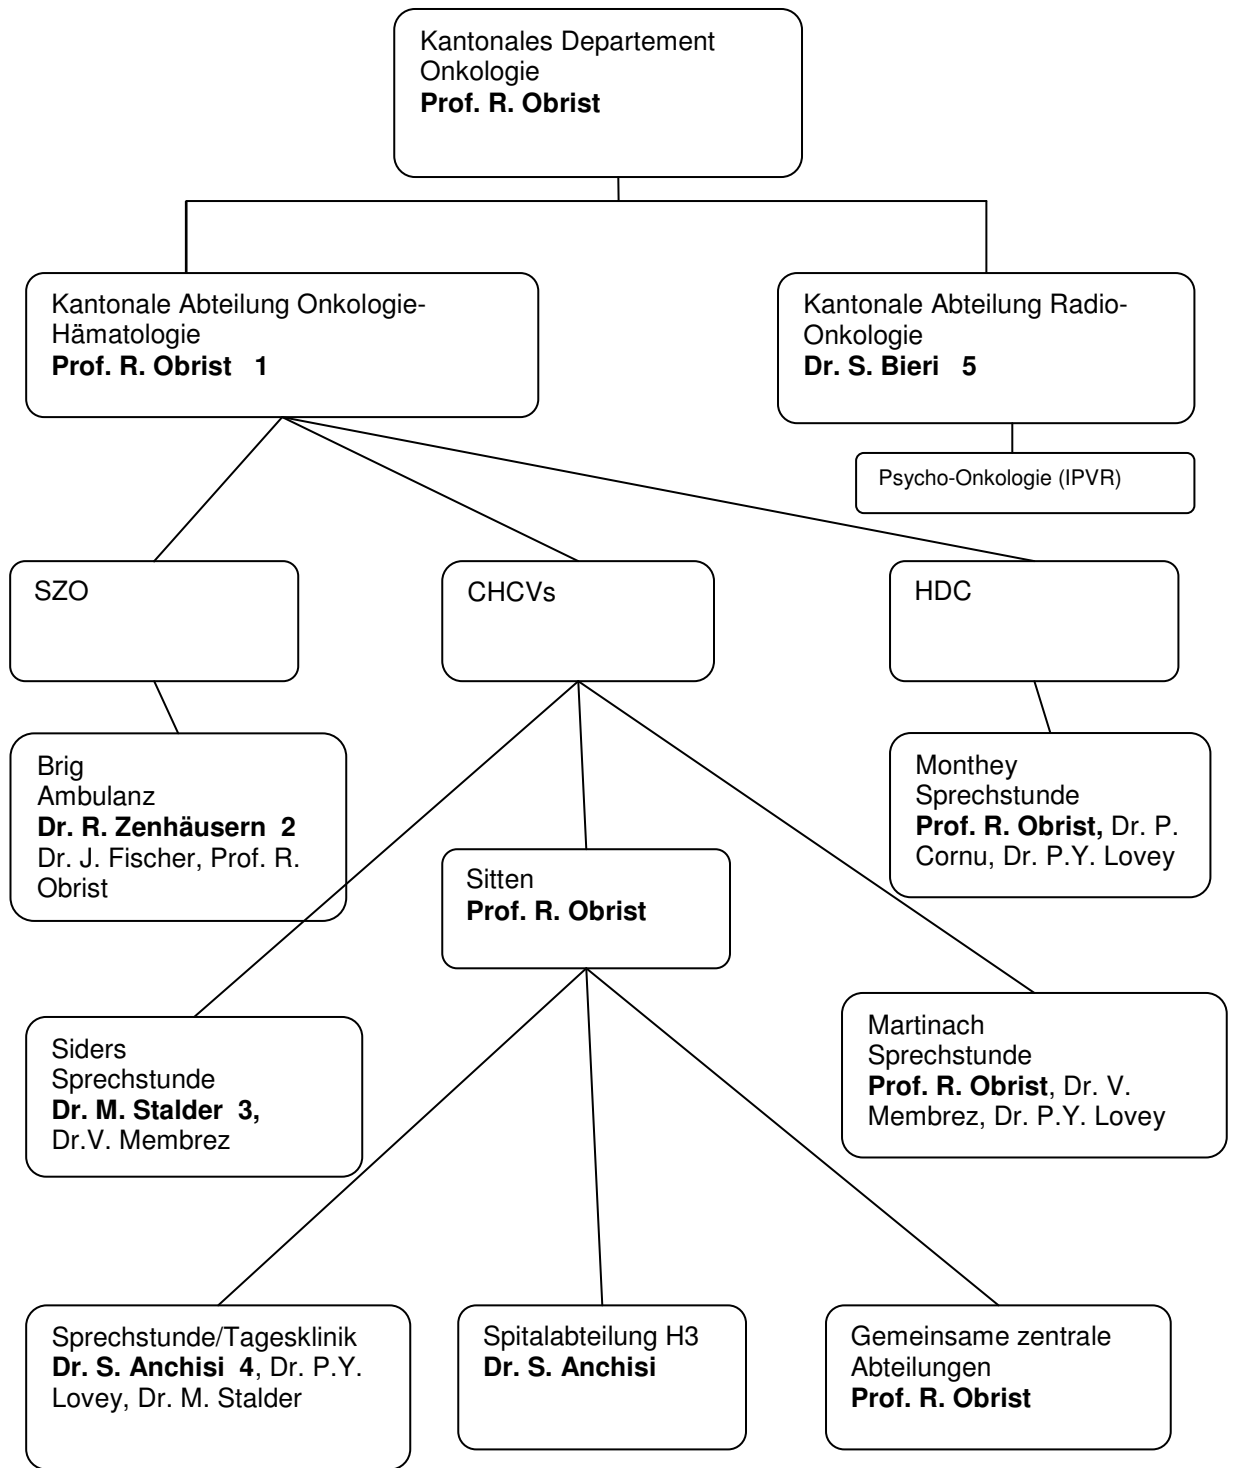 Kantonales Departement
Onkologie
Prof. R. Obrist
Kantonale Abteilung Onkologie-
Hämatologie
Prof. R. Obrist 1
Kantonale Abteilung Radio-
Onkologie
Dr. S. Bieri 5
Psycho-Onkologie (IPVR)
SZO
CHCVs
HDC
Brig
Ambulanz
Dr. R. Zenhäusern 2
Dr. J. Fischer, Prof. R.
Obrist
Monthey
Sprechstunde
Prof. R. Obrist, Dr. P.
Cornu, Dr. P.Y. Lovey
Sitten
Prof. R. Obrist
Siders
Sprechstunde
Dr. M. Stalder 3,
Dr.V. Membrez
Martinach
Sprechstunde
Prof. R. Obrist, Dr. V.
Membrez, Dr. P.Y. Lovey
Sprechstunde/Tagesklinik
Dr. S. Anchisi 4, Dr. P.Y.
Lovey, Dr. M. Stalder
Spitalabteilung H3
Dr. S. Anchisi
Gemeinsame zentrale
Abteilungen
Prof. R. Obrist